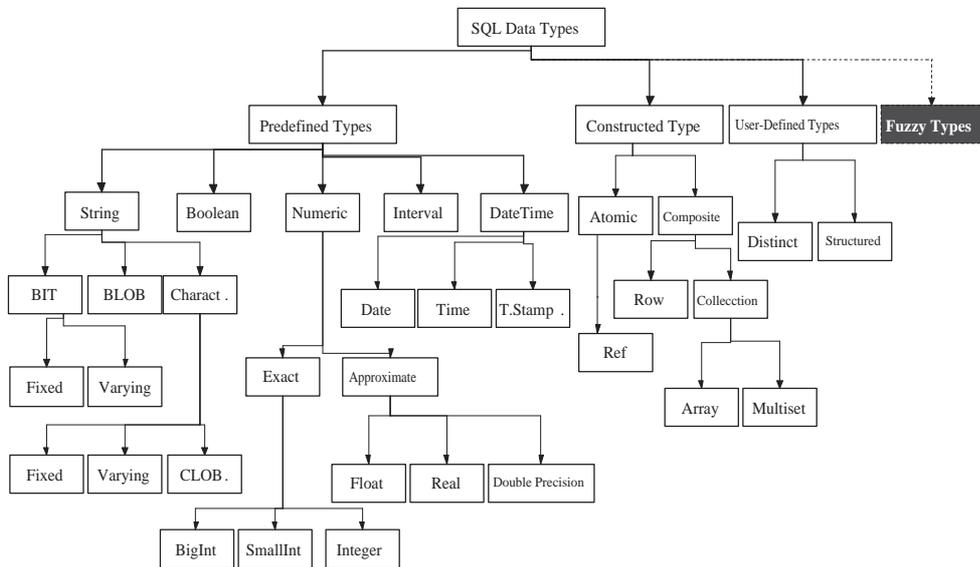 SQL Data Types
Predefined Types
Constructed Type
User-Defined Types
Fuzzy Types
String
Boolean
Numeric
Interval
DateTime
Atomic
Composite
Distinct
Structured
BIT
BLOB
Charact .
Date
Time
T.Stamp .
Row
Collecction
Ref
Fixed
Varying
Exact
Approximate
Array
Multiset
Fixed
Varying
CLOB .
Float
Real
Double Precision
BigInt
SmallInt
Integer